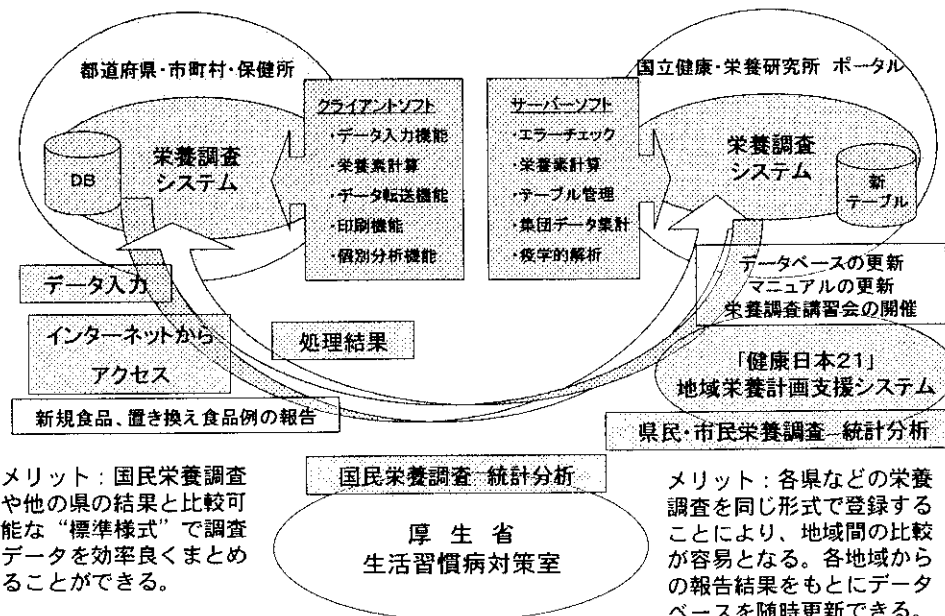 都道府県・市町村・保健所
国立健康・栄養研究所 ポータル
DB
栄養調査
システム
クライアントソフト
・データ入力機能
・栄養素計算
・データ転送機能
・印刷機能
・個別分析機能
サーバーソフト
・エラーチェック
・栄養素計算
・テーブル管理
・集団データ集計
・疫学的解析
栄養調査
システム
新
テーブル
データ入力
インターネットから
アクセス
新規食品、置き換え食品例の報告
処理結果
データベースの更新
マニュアルの更新
栄養調査講習会の開催
「健康日本21」
地域栄養計画支援システム
県民・市民栄養調査 統計分析
国民栄養調査 統計分析
厚生省
生活習慣病対策室
メリット：国民栄養調査
や他の県の結果と比較可
能な“標準様式”で調査
データを効率良くまとめ
ることができる。
メリット：各県などの栄養
調査を同じ形式で登録する
ことにより、地域間の比較
が容易となる。各地域から
の報告結果をもとにデータ
ベースを随時更新できる。